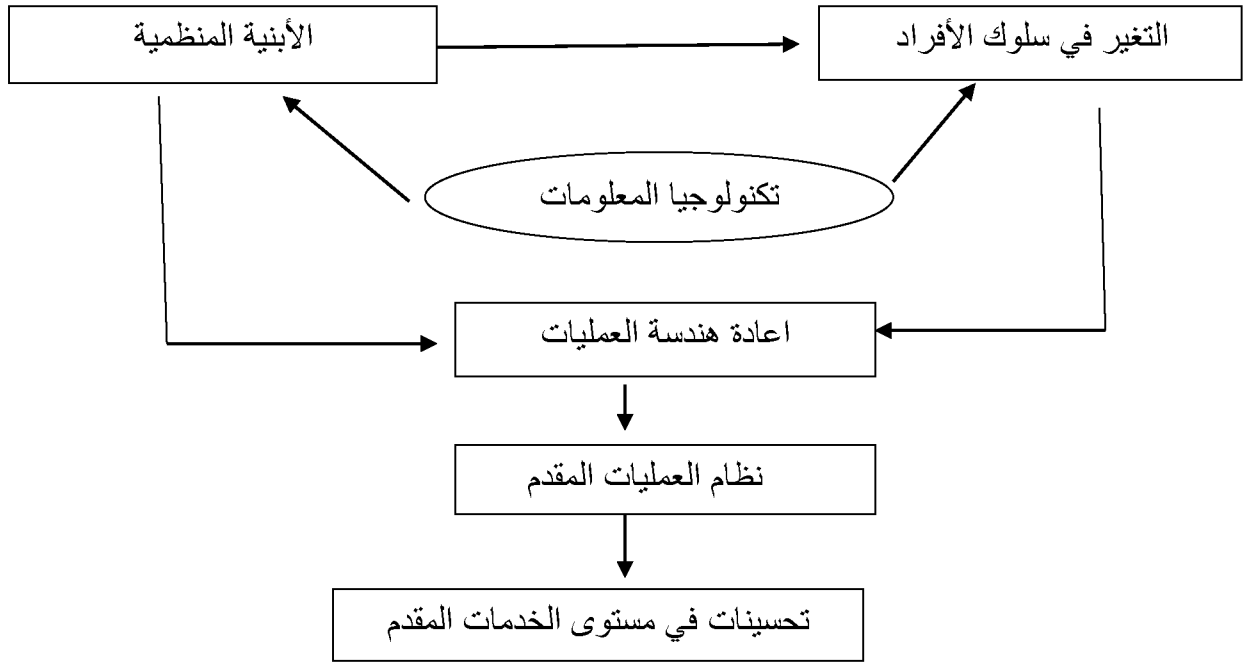 التغير في سلوك الأفراد
الأبنية المنظمية
تكنولوجيا المعلومات
اعادة هندسة العمليات
نظام العمليات المقدم
تحسينات في مستوى الخدمات المقدم